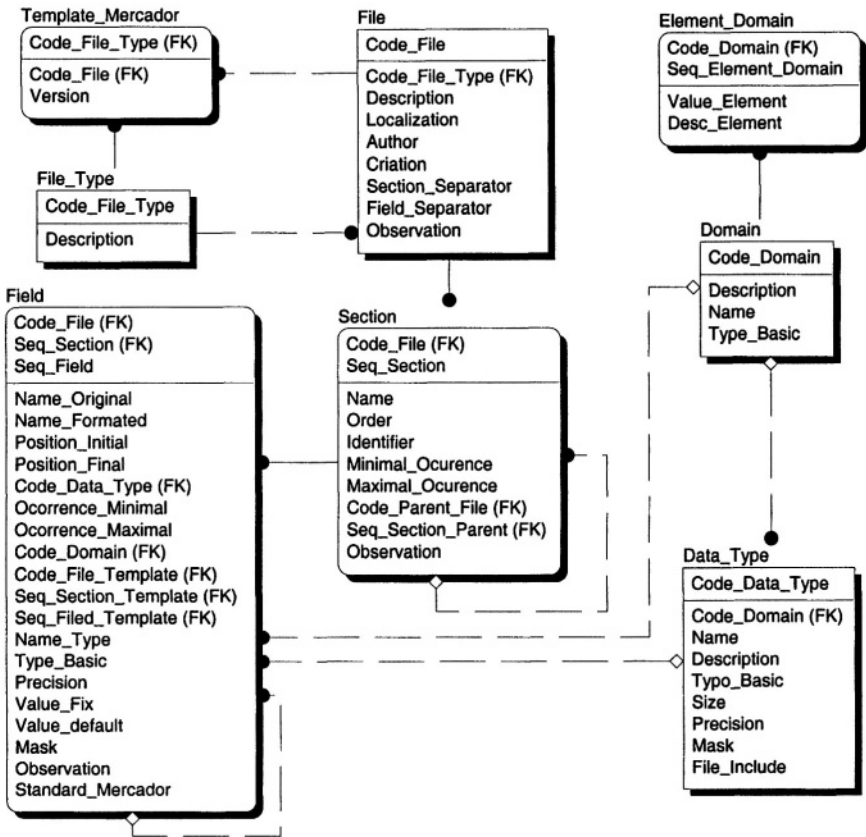 Template_Mercador
Code_File_Type (FK)
Code_File (FK)
Version
File
Code_File
Code_File_Type (FK)
Description
Localization
Author
Criation
Section_Separator
Field_Separator
Observation
Element_Domain
Code_Domain (FK)
Seq_Element_Domain
Value_Element
Desc_Element
File_Type
Code_File_Type
Description
Domain
Code_Domain
Description
Name
Type_Basic
Field
Code_File (FK)
Seq_Section (FK)
Seq_Field
Name_Original
Name_Formated
Position_Initial
Position_Final
Code_Data_Type (FK)
Ocorrence_Minimal
Ocorrence_Maximal
Code_Domain (FK)
Code_File_Template (FK)
Seq_Section_Template (FK)
Seq_Filed_Template (FK)
Name_Type
Type_Basic
Precision
Value_Fix
Value_default
Mask
Observation
Standard_Mercador
Section
Code_File (FK)
Seq_Section
Name
Order
Identifier
Minimal_Ocurence
Maximal_Ocurence
Code_Parent_File (FK)
Seq_Section_Parent (FK)
Observation
Data_Type
Code_Data_Type
Code_Domain (FK)
Name
Description
Typo_Basic
Size
Precision
Mask
File_Include